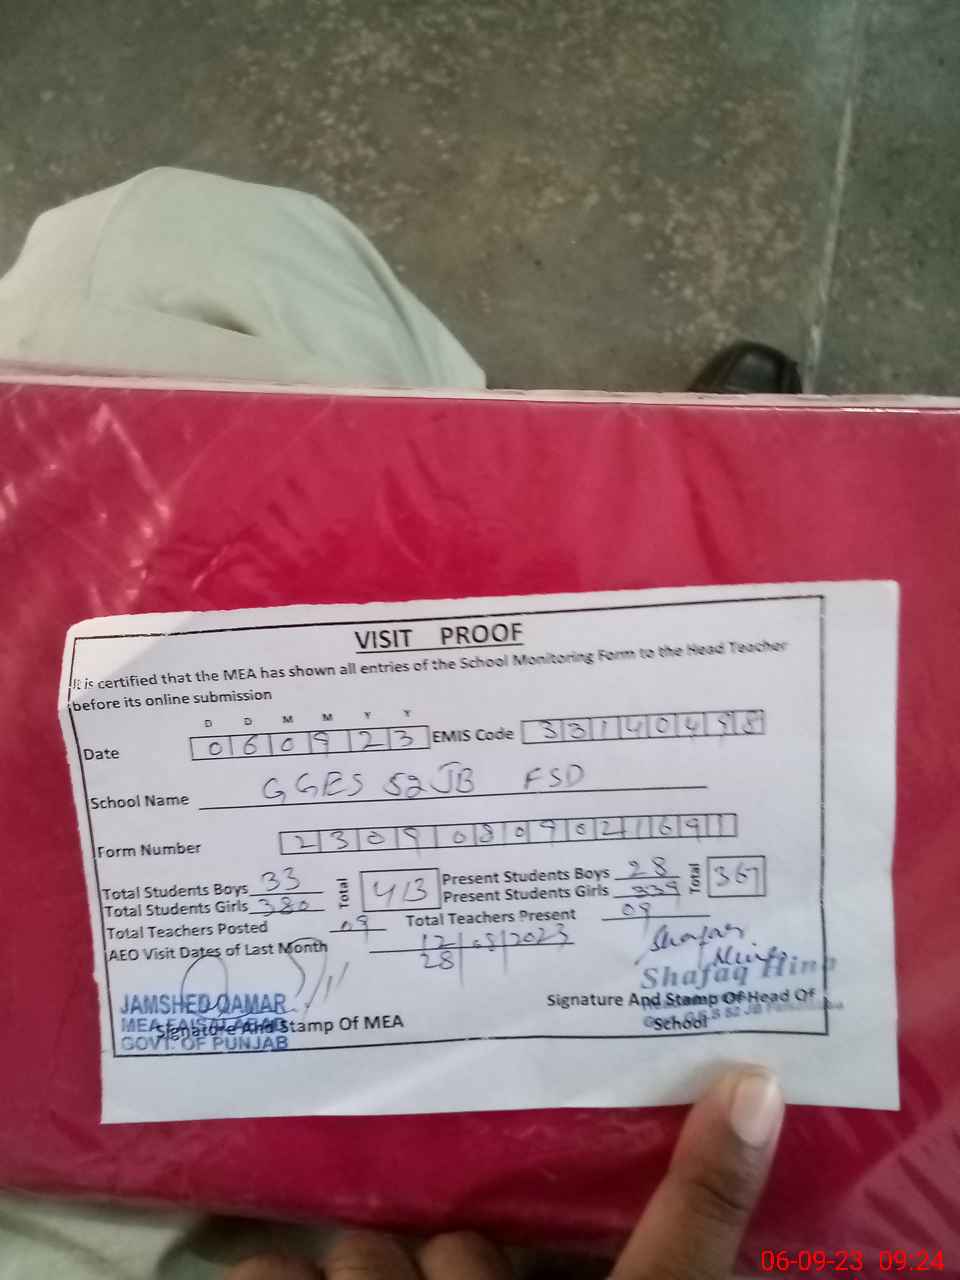 VISIT PROOF
It is certified that the MEA has shown all entries of the School Monitoring Form to the Head Teacher
before its online submission
D D M M Y Y
Date 0 6 0 9 2 3 EMIS Code 3 3 1 4 0 4 9 8
School Name GGES 52 JB FSD
Form Number 2 3 0 9 0 8 0 9 0 2 1 6 9 1
Total Students Boys 33 Total 413 Present Students Boys 28 Total 367
Total Students Girls 380 Present Students Girls 339
Total Teachers Posted 09 Total Teachers Present 09
AEO Visit Dates of Last Month 12/08/2023
28
Shafaq Hina
Shafaq Hina
JAMSHED QAMAR
MEA FAISALABAD
GOVT. OF PUNJAB
Signature And Stamp Of MEA
Signature And Stamp Of Head Of
School
06-09-23 09:24